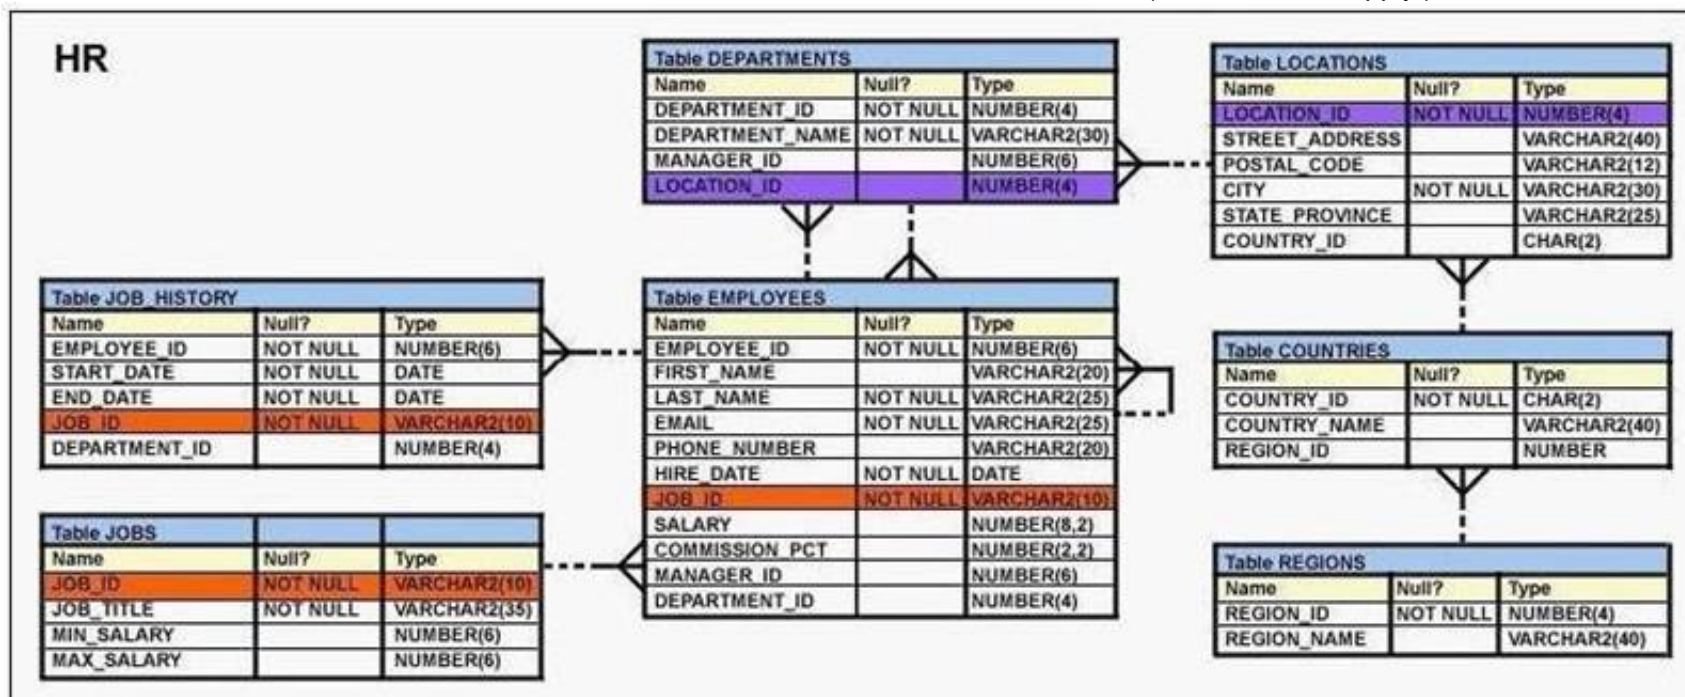 HR
Table DEPARTMENTS
Name Null? Type
DEPARTMENT_ID NOT NULL NUMBER(4)
DEPARTMENT_NAME NOT NULL VARCHAR2(30)
MANAGER_ID NUMBER(6)
LOCATION_ID NUMBER(4)
Table LOCATIONS
Name Null? Type
LOCATION_ID NOT NULL NUMBER(4)
STREET_ADDRESS VARCHAR2(40)
POSTAL_CODE VARCHAR2(12)
CITY NOT NULL VARCHAR2(30)
STATE_PROVINCE VARCHAR2(25)
COUNTRY_ID CHAR(2)
Table JOB_HISTORY
Name Null? Type
EMPLOYEE_ID NOT NULL NUMBER(6)
START_DATE NOT NULL DATE
END_DATE NOT NULL DATE
JOB_ID NOT NULL VARCHAR2(10)
DEPARTMENT_ID NUMBER(4)
Table EMPLOYEES
Name Null? Type
EMPLOYEE_ID NOT NULL NUMBER(6)
FIRST_NAME VARCHAR2(20)
LAST_NAME NOT NULL VARCHAR2(25)
EMAIL NOT NULL VARCHAR2(25)
PHONE_NUMBER VARCHAR2(20)
HIRE_DATE NOT NULL DATE
JOB_ID NOT NULL VARCHAR2(10)
SALARY NUMBER(8,2)
COMMISSION_PCT NUMBER(2,2)
MANAGER_ID NUMBER(6)
DEPARTMENT_ID NUMBER(4)
Table COUNTRIES
Name Null? Type
COUNTRY_ID NOT NULL CHAR(2)
COUNTRY_NAME VARCHAR2(40)
REGION_ID NUMBER
Table JOBS
Name Null? Type
JOB_ID NOT NULL VARCHAR2(10)
JOB_TITLE NOT NULL VARCHAR2(35)
MIN_SALARY NUMBER(6)
MAX_SALARY NUMBER(6)
Table REGIONS
Name Null? Type
REGION_ID NOT NULL NUMBER(4)
REGION_NAME VARCHAR2(40)